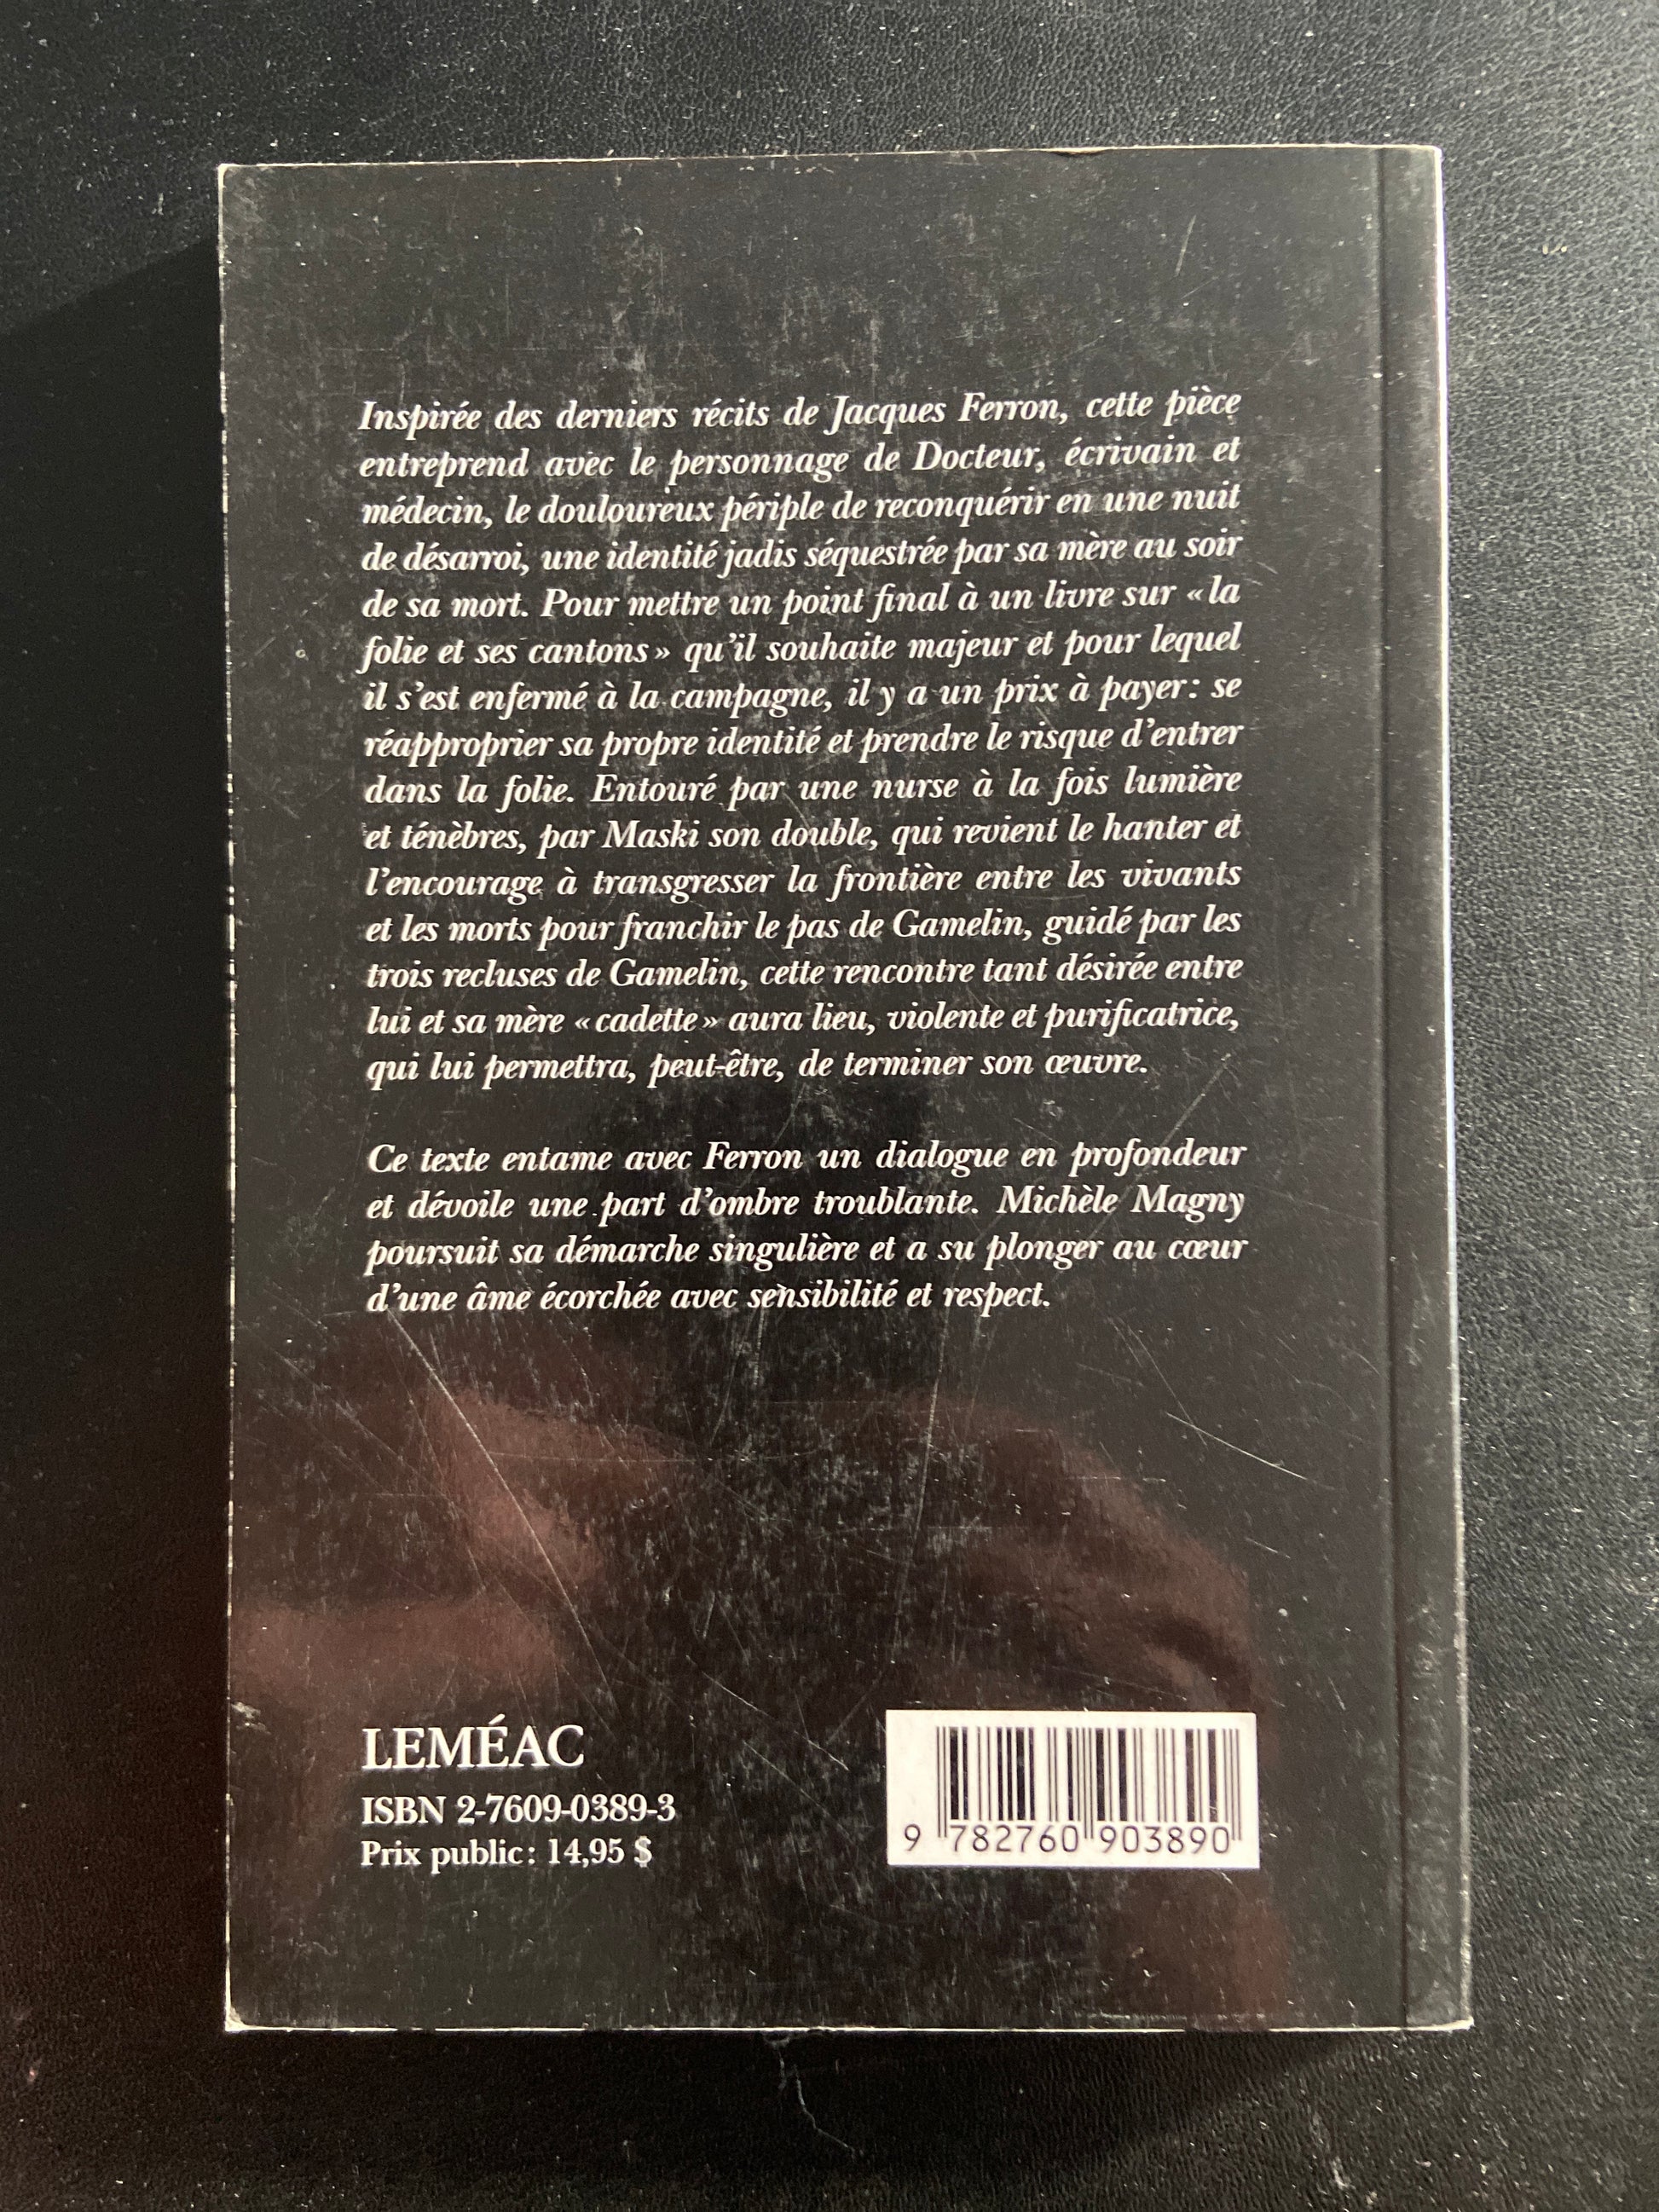 Inspirée des derniers récits de Jacques Ferron, cette pièce
entreprend avec le personnage de Docteur, écrivain et
médecin, le douloureux périple de reconquérir en une nuit
de désarroi, une identité jadis séquestrée par sa mère au soir
de sa mort. Pour mettre un point final à un livre sur « la
folie et ses cantons » qu'il souhaite majeur et pour lequel
il s'est enfermé à la campagne, il y a un prix à payer : se
réapproprier sa propre identité et prendre le risque d'entrer
dans la folie. Entouré par une nurse à la fois lumière
et ténèbres, par Maski son double, qui revient le hanter et
l'encourage à transgresser la frontière entre les vivants
et les morts pour franchir le pas de Gamelin, guidé par les
trois recluses de Gamelin, cette rencontre tant désirée entre
lui et sa mère « cadette » aura lieu, violente et purificatrice,
qui lui permettra, peut-être, de terminer son œuvre.
Ce texte entame avec Ferron un dialogue en profondeur
et dévoile une part d'ombre troublante. Michèle Magny
poursuit sa démarche singulière et a su plonger au cœur
d'une âme écorchée avec sensibilité et respect.
LEMÉAC
ISBN 2-7609-0389-3
Prix public : 14,95 $
9 782760 903890